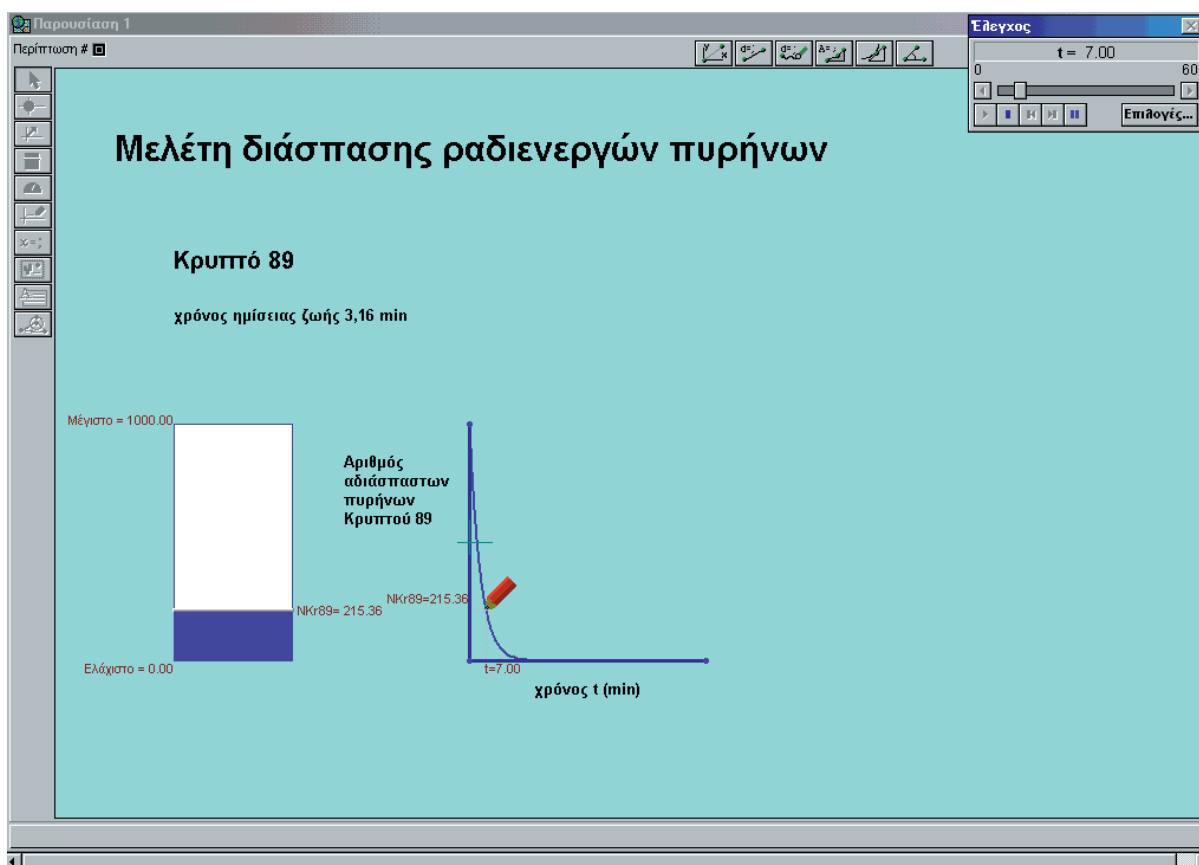 Παρουσίαση 1
Περίπτωση #
Έλεγχος
t = 7.00
0 60
Επιλογές...
Μελέτη διάσπασης ραδιενεργών πυρήνων
Κρυπτό 89
χρόνος ημίσειας ζωής 3,16 min
Μέγιστο = 1000.00
Αριθμός
αδιάσπαστων
πυρήνων
Κρυπτού 89
NKr89= 215.36
NKr89=215.36
Ελάχιστο = 0.00
t=7.00
χρόνος t (min)